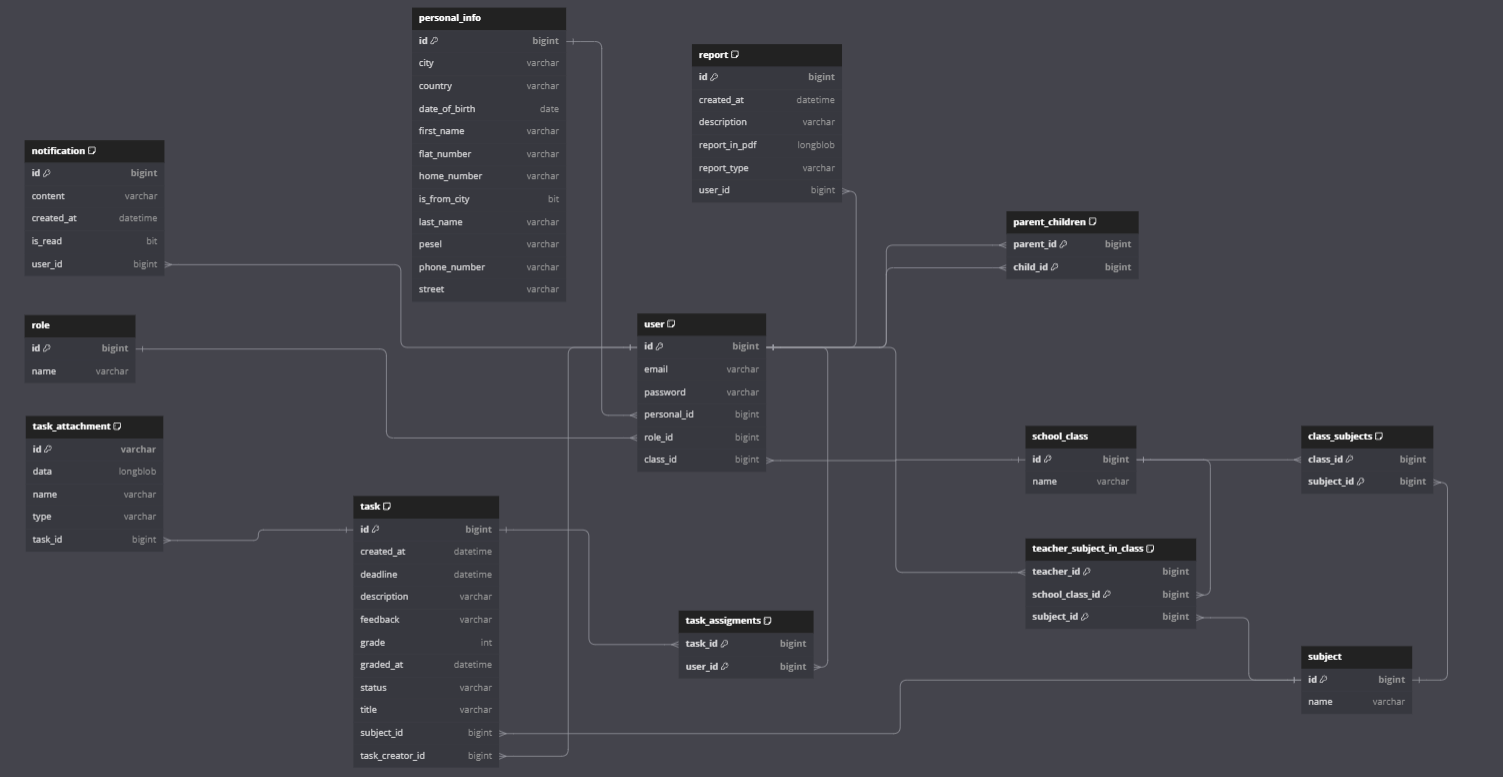 personal_info
id bigint
city varchar
country varchar
date_of_birth date
first_name varchar
flat_number varchar
home_number varchar
is_from_city bit
last_name varchar
pesel varchar
phone_number varchar
street varchar
report
id bigint
created_at datetime
description varchar
report_in_pdf longblob
report_type varchar
user_id bigint
notification
id bigint
content varchar
created_at datetime
is_read bit
user_id bigint
parent_children
parent_id bigint
child_id bigint
role
id bigint
name varchar
user
id bigint
email varchar
password varchar
personal_id bigint
role_id bigint
class_id bigint
task_attachment
id varchar
data longblob
name varchar
type varchar
task_id bigint
school_class
id bigint
name varchar
class_subjects
class_id bigint
subject_id bigint
task
id bigint
created_at datetime
deadline datetime
description varchar
feedback varchar
grade int
graded_at datetime
status varchar
title varchar
subject_id bigint
task_creator_id bigint
teacher_subject_in_class
teacher_id bigint
school_class_id bigint
subject_id bigint
task_assigments
task_id bigint
user_id bigint
subject
id bigint
name varchar